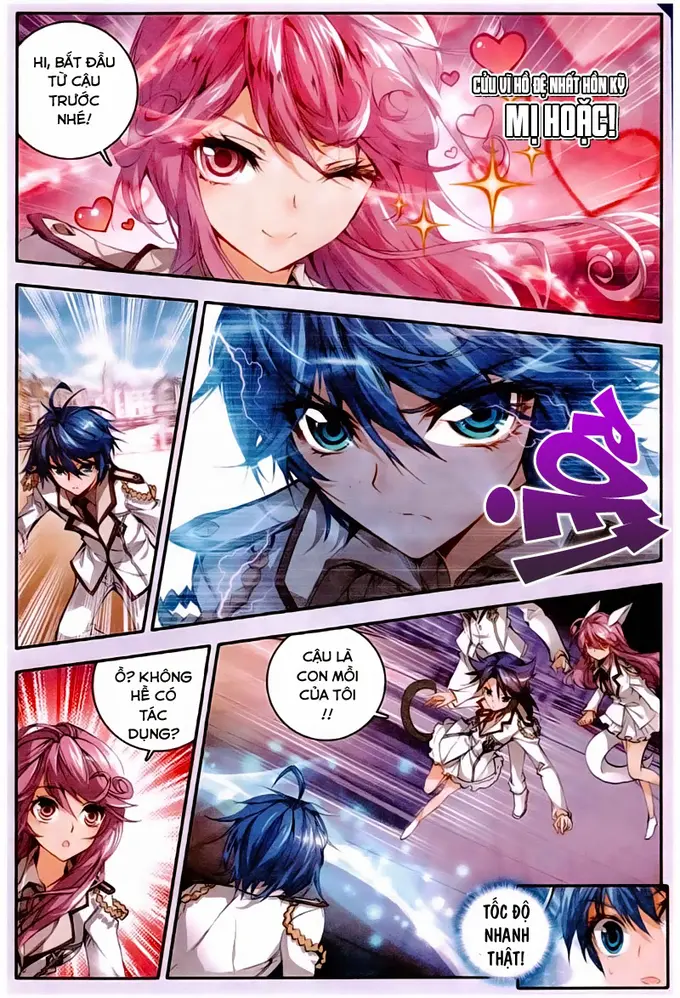 HI, BẮT ĐẦU
TỪ CẬU
TRƯỚC
NHÉ!
CỬU VĨ HỒ ĐỆ NHẤT HỒN KỸ
MỊ HOẶC!
RỘET
Ồ? KHÔNG
HỀ CÓ
TÁC
DỤNG?
CẬU LÀ
CON MỒI
CỦA TÔI
!!
TỐC ĐỘ
NHANH
THẬT!